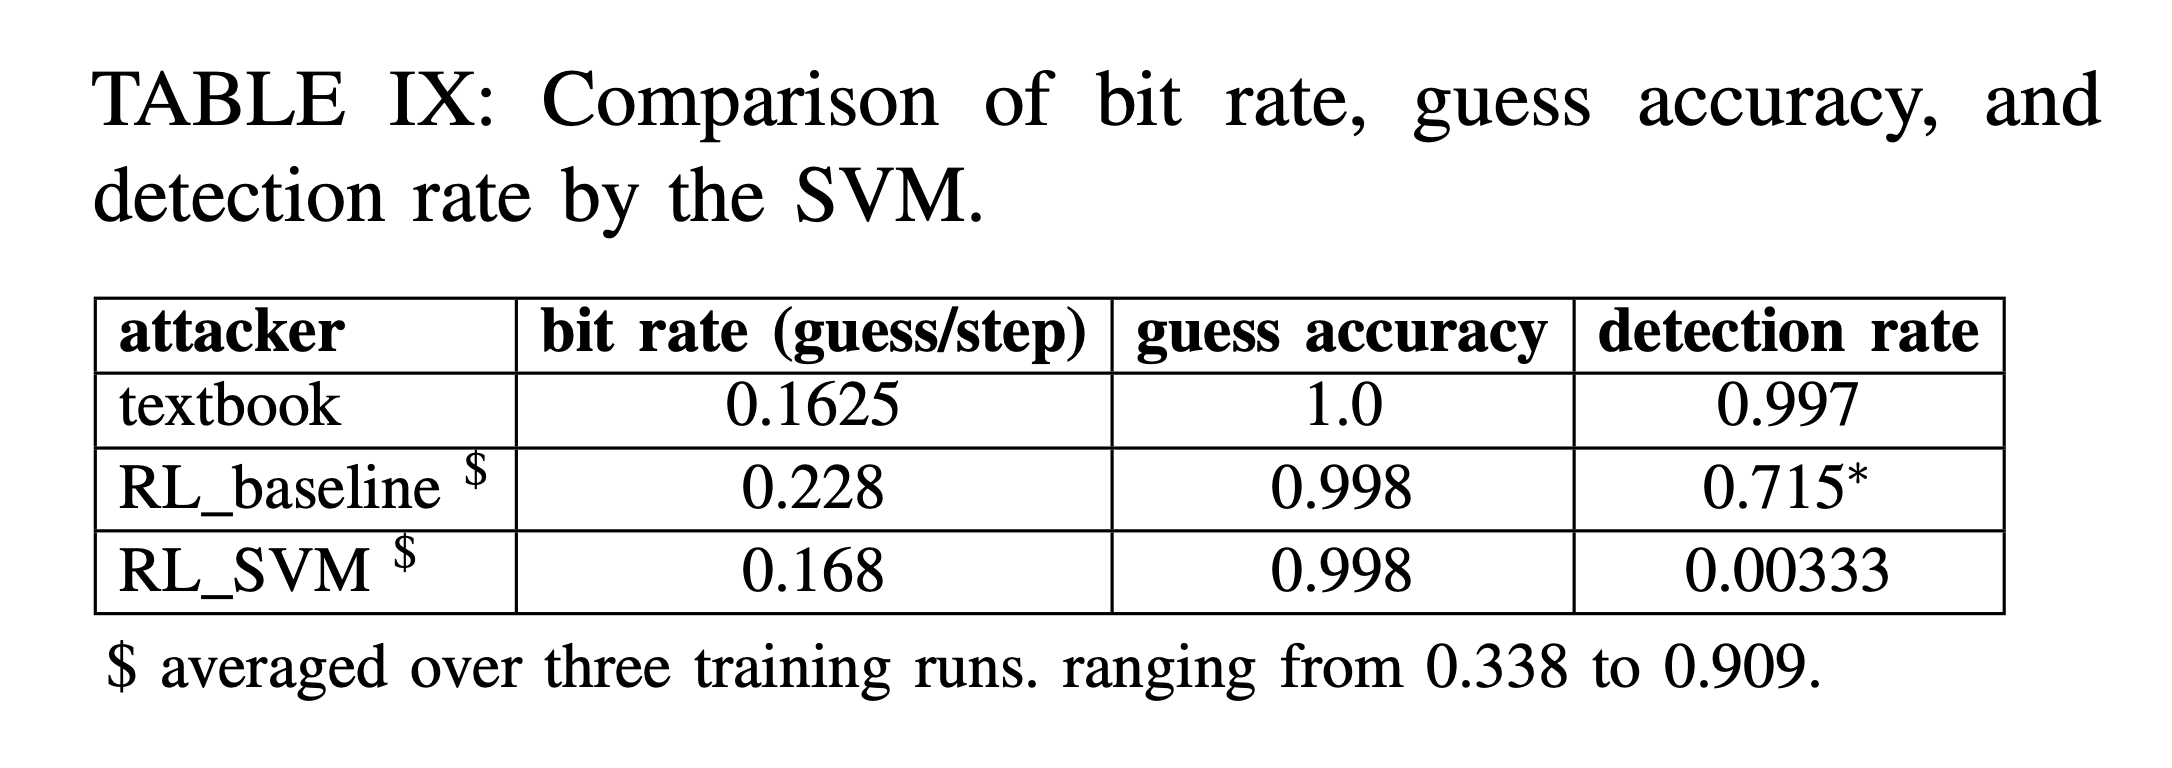 TABLE IX: Comparison of bit rate, guess accuracy, and
detection rate by the SVM.
attacker bit rate (guess/step) guess accuracy detection rate
textbook 0.1625 1.0 0.997
RL_baseline $ 0.228 0.998 0.715*
RL_SVM $ 0.168 0.998 0.00333
$ averaged over three training runs. ranging from 0.338 to 0.909.